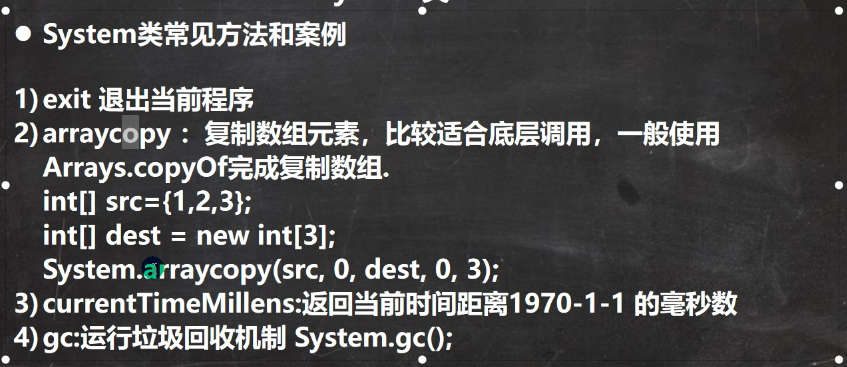 ● System类常见方法和案例
1) exit 退出当前程序
2) arraycopy ：复制数组元素，比较适合底层调用，一般使用
Arrays.copyOf完成复制数组.
int[] src={1,2,3};
int[] dest = new int[3];
System.arraycopy(src, 0, dest, 0, 3);
3) currentTimeMillens:返回当前时间距离1970-1-1 的毫秒数
4) gc:运行垃圾回收机制 System.gc();